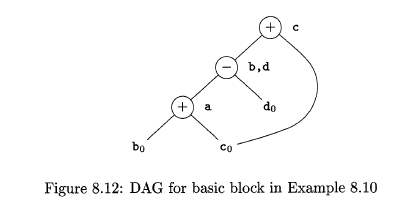 + c
− b,d
+ a d₀
b₀ c₀
Figure 8.12: DAG for basic block in Example 8.10